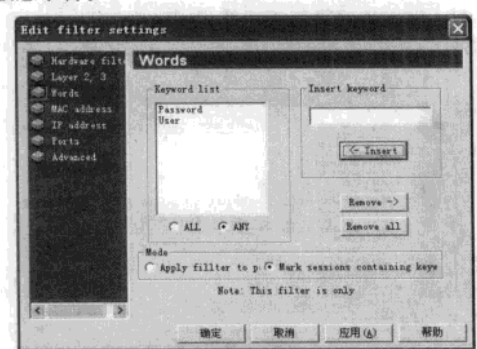 Edit filter settings
Hardware filt
Layer 2, 3
Words
MAC address
IP address
Ports
Advanced
Words
Keyword list
Password
User
ALL
ANY
Insert keyword
<- Insert
Remove ->
Remove all
Mode
Apply fillter to p
Mark sessions containing keyw
Note: This filter is only
确定
取消
应用(A)
帮助